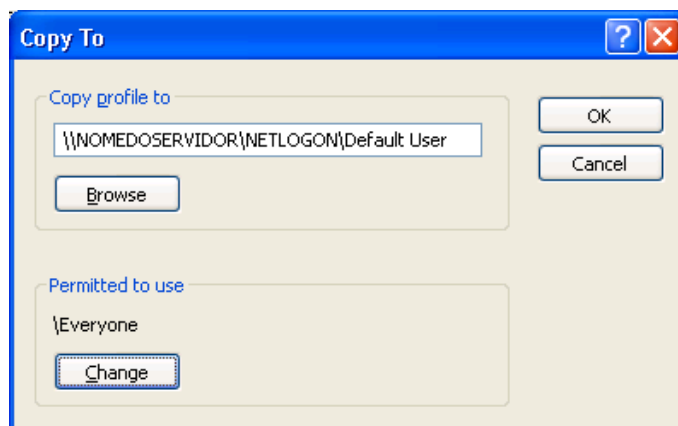 Copy To
Copy profile to
\\NOMEDOSERVIDOR\NETLOGON\Default User
OK
Cancel
Browse
Permitted to use
\Everyone
Change